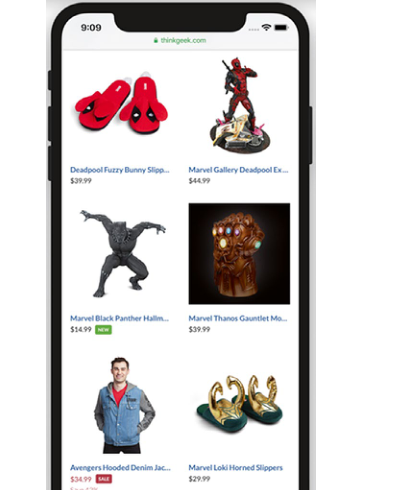 9:09
thinkgeek.com
Deadpool Fuzzy Bunny Slipp...
$39.99
Marvel Gallery Deadpool Ex...
$44.99
Marvel Black Panther Hallm...
$14.99 NEW
Marvel Thanos Gauntlet Mo...
$39.99
Avengers Hooded Denim Jac...
$34.99 SALE
Marvel Loki Horned Slippers
$29.99